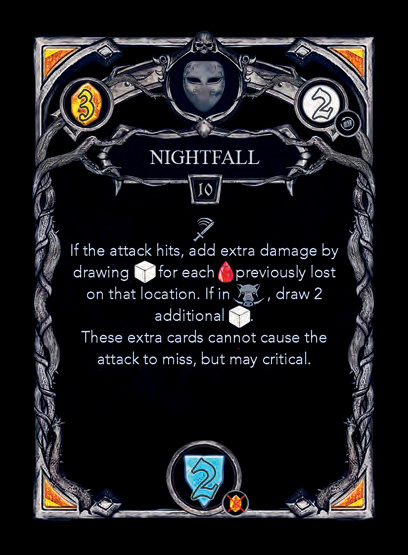 3
2
NIGHTFALL
10
If the attack hits, add extra damage by
drawing for each previously lost
on that location. If in , draw 2
additional .
These extra cards cannot cause the
attack to miss, but may critical.
2